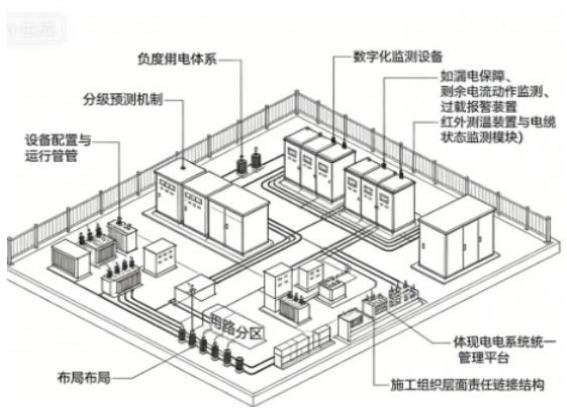 负度俐电体系
数字化监测设备
如漏电保障、
剩余电流动作监测、
过载报警装置
红外测温装置与电缆
状态监测模块)
分级预测机制
设备配置与
运行管管
用路分区
体现电电系统统一
管理平台
布局布局
施工组织层面责任链接结构